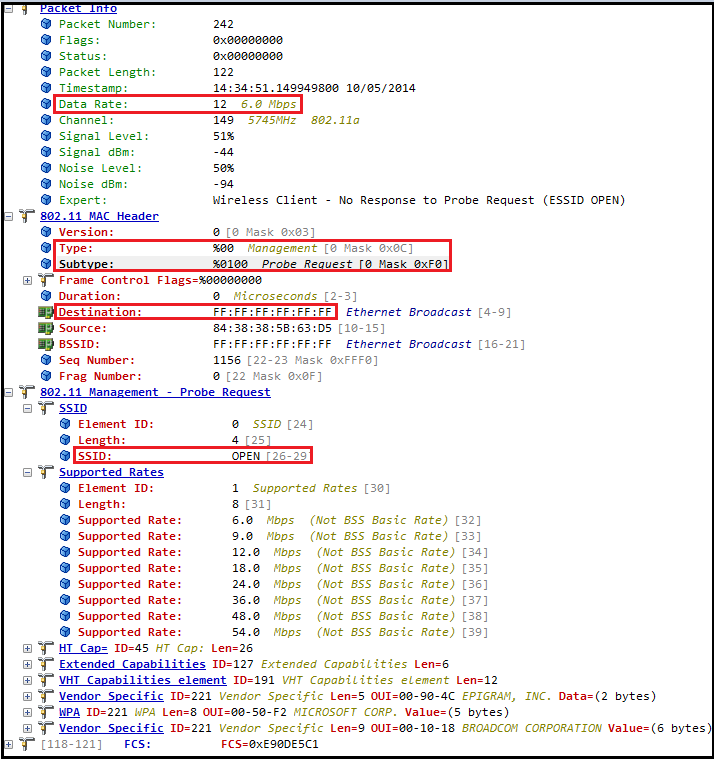 Packet Info
Packet Number: 242
Flags: 0x00000000
Status: 0x00000000
Packet Length: 122
Timestamp: 14:34:51.149949800 10/05/2014
Data Rate: 12 6.0 Mbps
Channel: 149 5745MHz 802.11a
Signal Level: 51%
Signal dBm: -44
Noise Level: 50%
Noise dBm: -94
Expert: Wireless Client - No Response to Probe Request (ESSID OPEN)
802.11 MAC Header
Version: 0 [0 Mask 0x03]
Type: %00 Management [0 Mask 0x0C]
Subtype: %0100 Probe Request [0 Mask 0xF0]
Frame Control Flags=%00000000
Duration: 0 Microseconds [2-3]
Destination: FF:FF:FF:FF:FF:FF Ethernet Broadcast [4-9]
Source: 84:38:38:5B:63:D5 [10-15]
BSSID: FF:FF:FF:FF:FF:FF Ethernet Broadcast [16-21]
Seq Number: 1156 [22-23 Mask 0xFFF0]
Frag Number: 0 [22 Mask 0x0F]
802.11 Management - Probe Request
SSID
Element ID: 0 SSID [24]
Length: 4 [25]
SSID: OPEN [26-29]
Supported Rates
Element ID: 1 Supported Rates [30]
Length: 8 [31]
Supported Rate: 6.0 Mbps (Not BSS Basic Rate) [32]
Supported Rate: 9.0 Mbps (Not BSS Basic Rate) [33]
Supported Rate: 12.0 Mbps (Not BSS Basic Rate) [34]
Supported Rate: 18.0 Mbps (Not BSS Basic Rate) [35]
Supported Rate: 24.0 Mbps (Not BSS Basic Rate) [36]
Supported Rate: 36.0 Mbps (Not BSS Basic Rate) [37]
Supported Rate: 48.0 Mbps (Not BSS Basic Rate) [38]
Supported Rate: 54.0 Mbps (Not BSS Basic Rate) [39]
HT Cap= ID=45 HT Cap: Len=26
Extended Capabilities ID=127 Extended Capabilities Len=6
VHT Capabilities element ID=191 VHT Capabilities element Len=12
Vendor Specific ID=221 Vendor Specific Len=5 OUI=00-90-4C EPIGRAM, INC. Data=(2 bytes)
WPA ID=221 WPA Len=8 OUI=00-50-F2 MICROSOFT CORP. Value=(5 bytes)
Vendor Specific ID=221 Vendor Specific Len=9 OUI=00-10-18 BROADCOM CORPORATION Value=(6 bytes)
[118-121] FCS: FCS=0xE90DE5C1